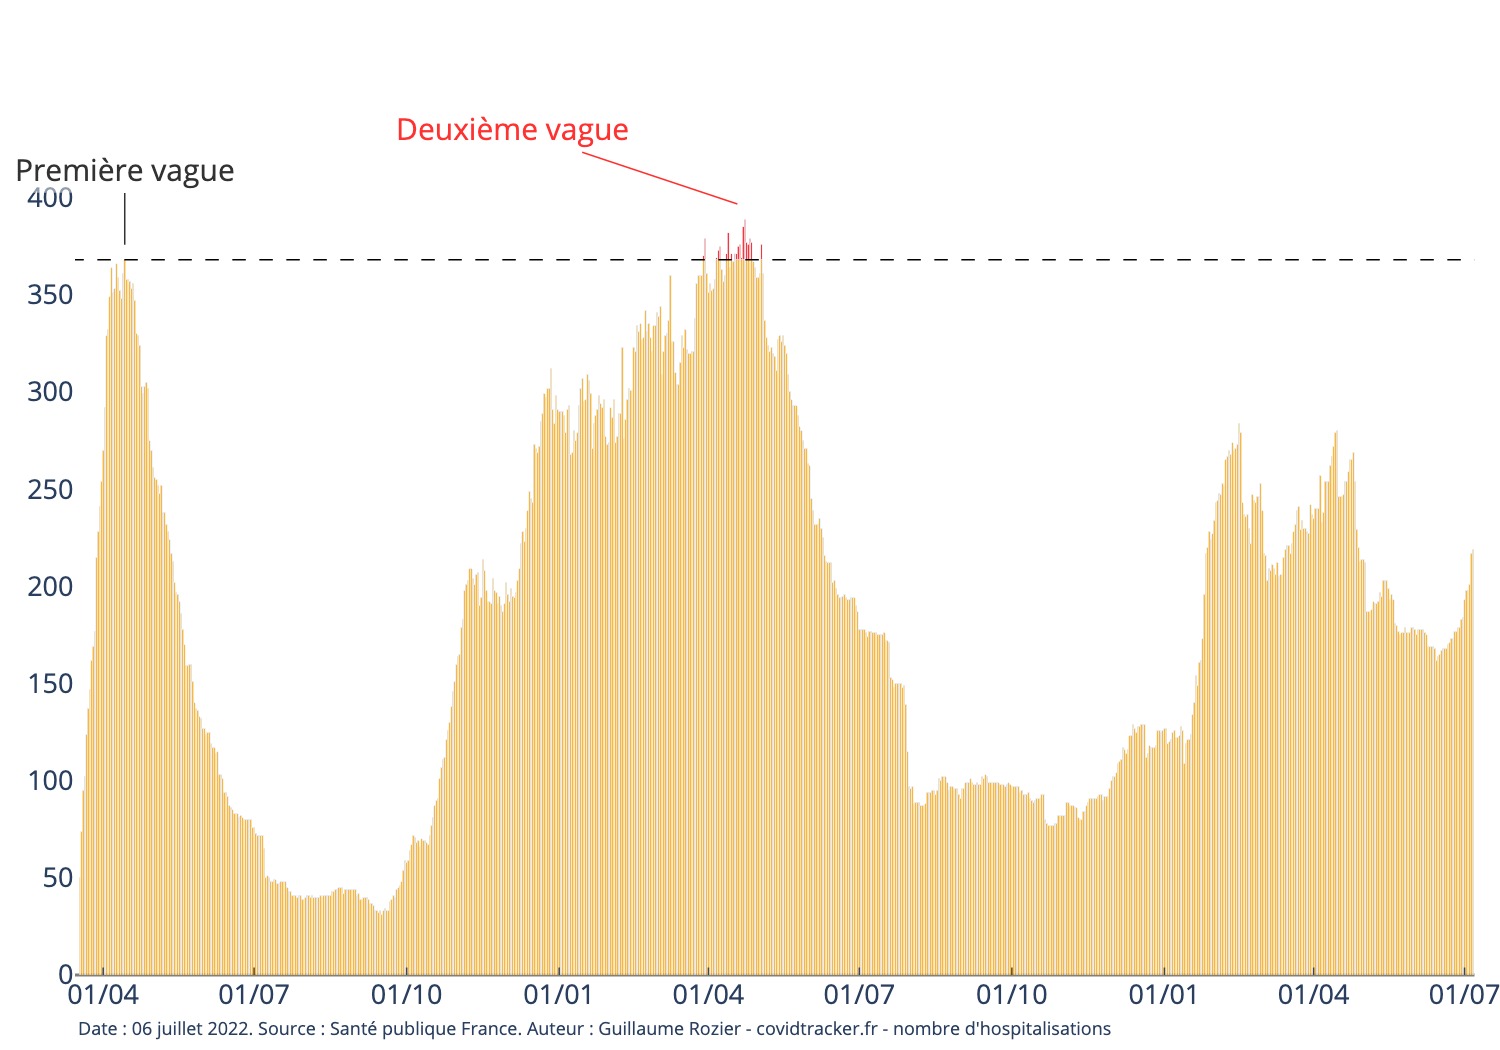 Deuxième vague
Première vague
400
350
300
250
200
150
100
50
0
01/04 01/07 01/10 01/01 01/04 01/07 01/10 01/01 01/04 01/07
Date : 06 juillet 2022. Source : Santé publique France. Auteur : Guillaume Rozier - covidtracker.fr - nombre d'hospitalisations